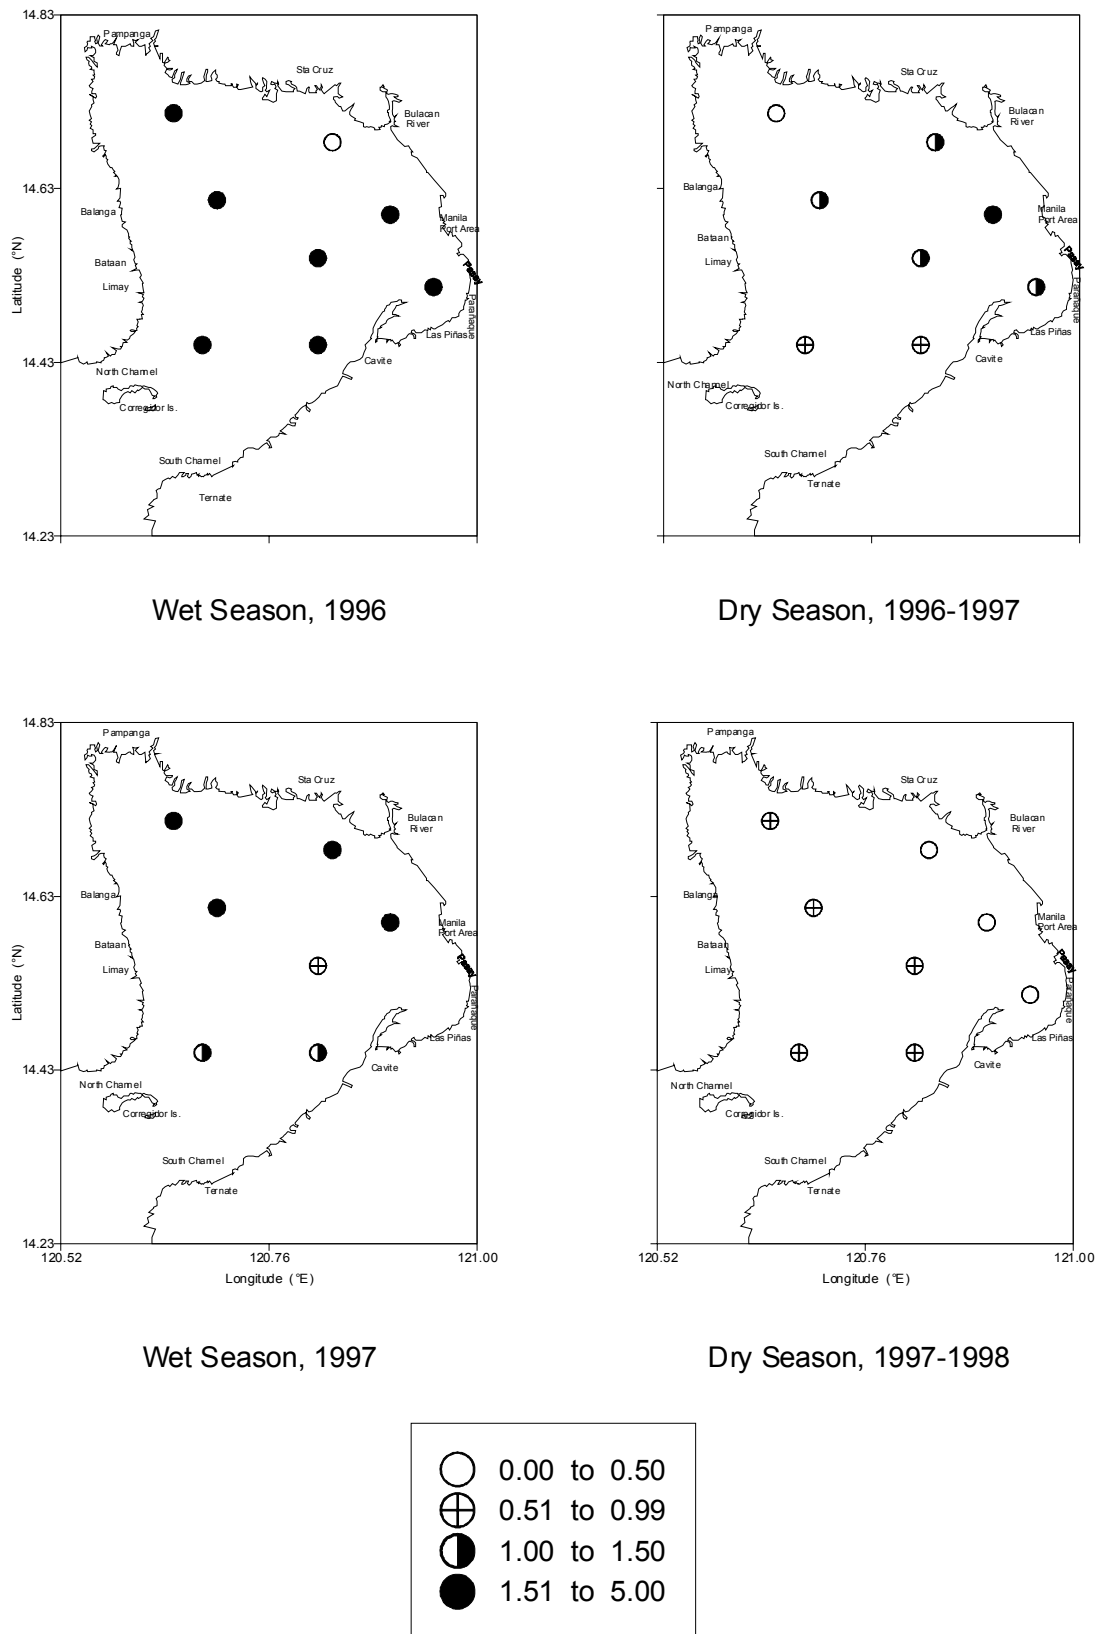 14.83
Pampanga
Sta Cruz
Bulacan
River
14.63
Balanga
Manila
Port Area
Bataan
Limay
Pasay
Parañaque
Las Piñas
Latitude (°N)
Cavite
14.43
North Channel
Corregidor Is.
South Channel
Ternate
14.23
Wet Season, 1996
Pampanga
Sta Cruz
Bulacan
River
Balanga
Manila
Port Area
Bataan
Limay
Pasay
Parañaque
Las Piñas
Cavite
North Channel
Corregidor Is.
South Channel
Ternate
Dry Season, 1996-1997
14.83
Pampanga
Sta Cruz
Bulacan
River
14.63
Balanga
Manila
Port Area
Bataan
Limay
Pasay
Parañaque
Las Piñas
Latitude (°N)
Cavite
14.43
North Channel
Corregidor Is.
South Channel
Ternate
14.23
120.52
120.76
121.00
Longitude (°E)
Wet Season, 1997
Pampanga
Sta Cruz
Bulacan
River
Balanga
Manila
Port Area
Bataan
Limay
Pasay
Parañaque
Las Piñas
Cavite
North Channel
Corregidor Is.
South Channel
Ternate
120.52
120.76
121.00
Longitude (°E)
Dry Season, 1997-1998
0.00 to 0.50
0.51 to 0.99
1.00 to 1.50
1.51 to 5.00